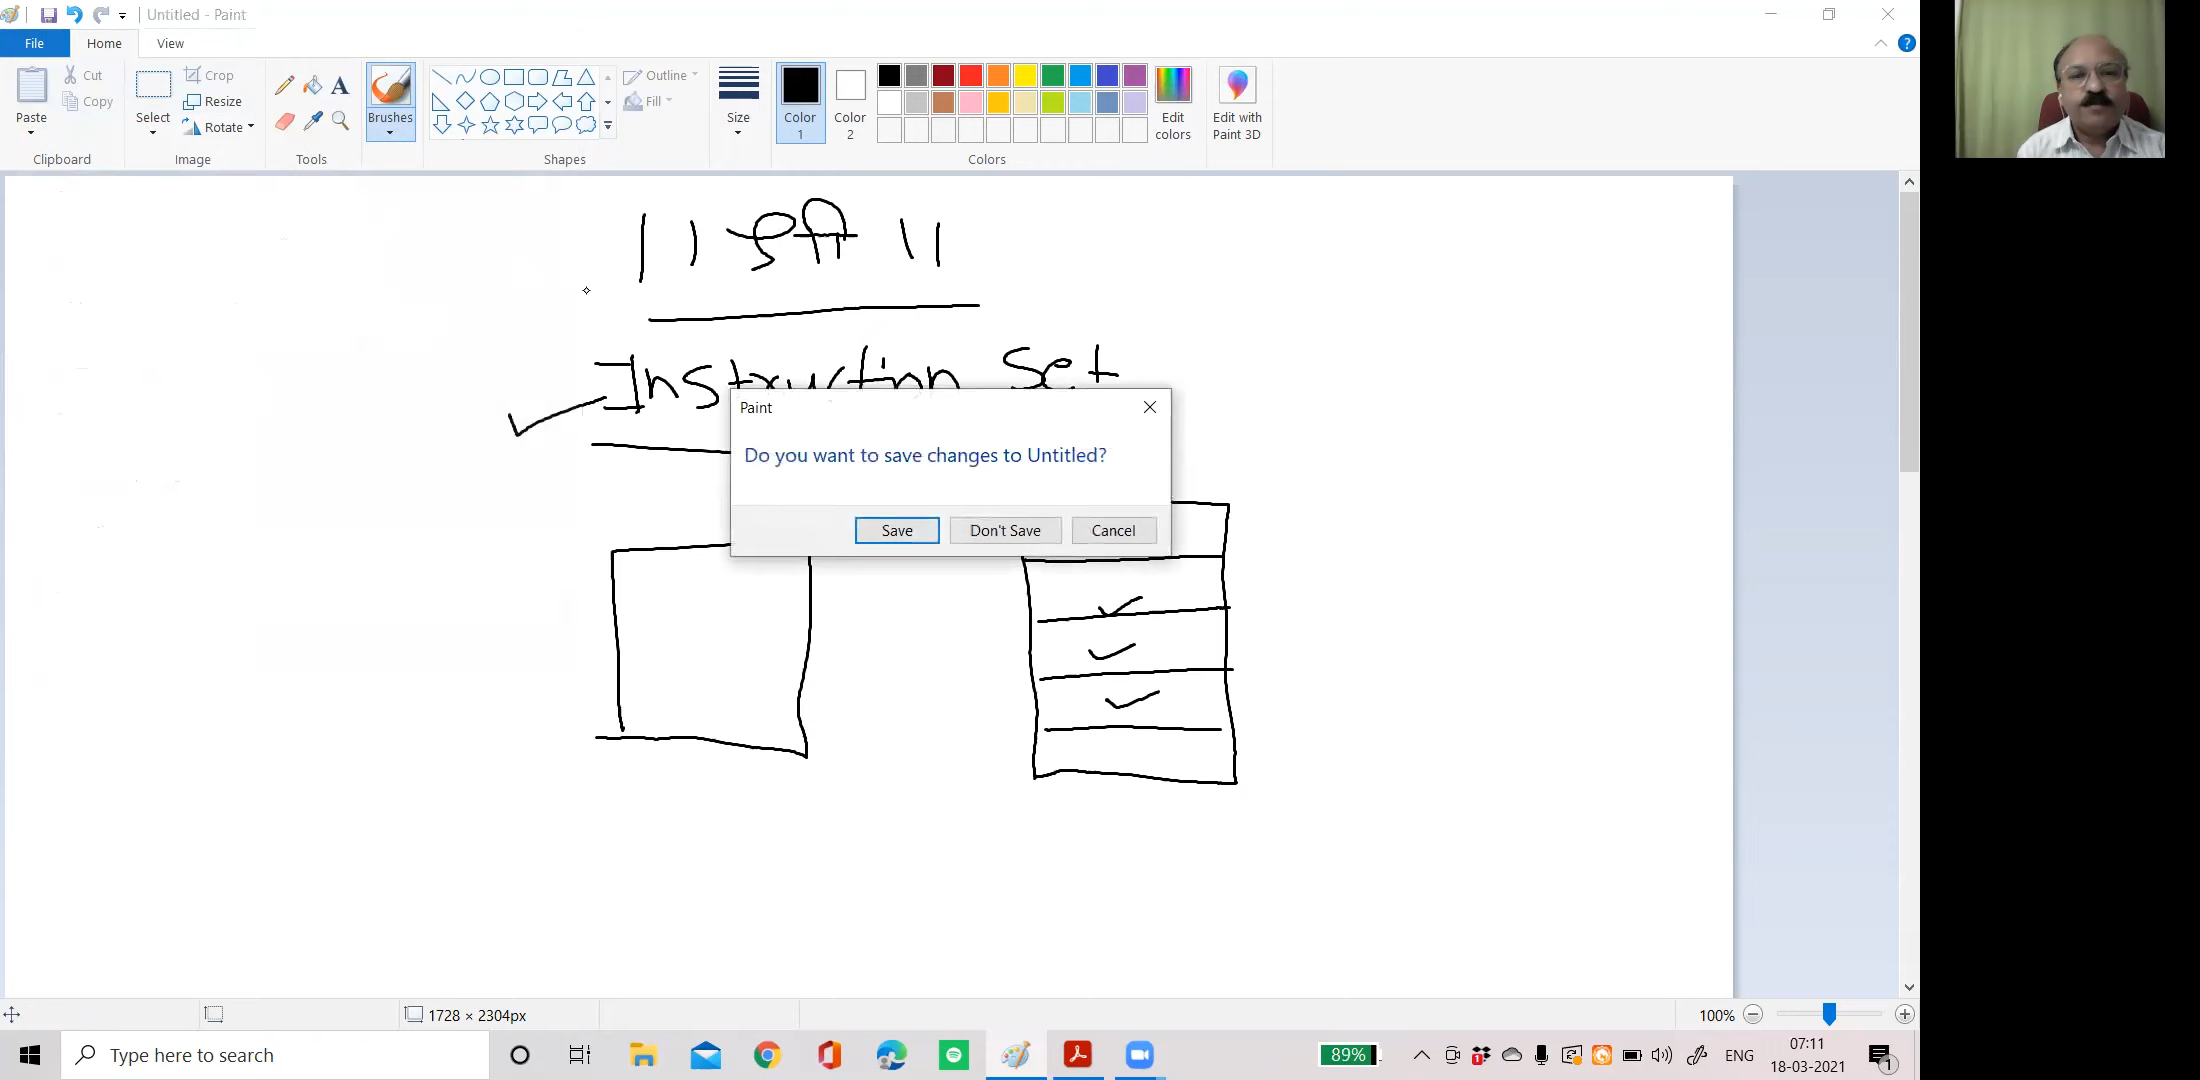 Untitled - Paint
File Home View
Paste
Cut
Copy
Clipboard
Select
Crop
Resize
Rotate
Image
A
Tools
Brushes
Outline
Fill
Shapes
Size
Color 1
Color 2
Edit colors
Edit with Paint 3D
Colors
?
Instruction Set
Paint
Do you want to save changes to Untitled?
Save Don't Save Cancel
1728 × 2304px
100%
Type here to search
89%
1
ENG
07:11
18-03-2021
1